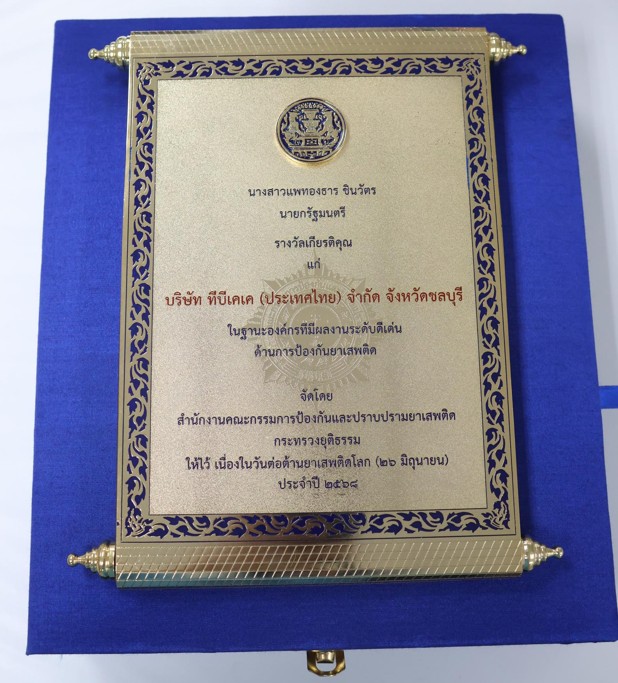 นางสาวแพทองธาร ชินวัตร
นายกรัฐมนตรี
รางวัลเกียรติคุณ
แก่
บริษัท ทีบีเคเค (ประเทศไทย) จำกัด จังหวัดชลบุรี
ในฐานะองค์กรที่มีผลงานระดับดีเด่น
ด้านการป้องกันยาเสพติด
จัดโดย
สำนักงานคณะกรรมการป้องกันและปราบปรามยาเสพติด
กระทรวงยุติธรรม
ให้ไว้ เนื่องในวันต่อต้านยาเสพติดโลก (๒๖ มิถุนายน)
ประจำปี ๒๕๖๘